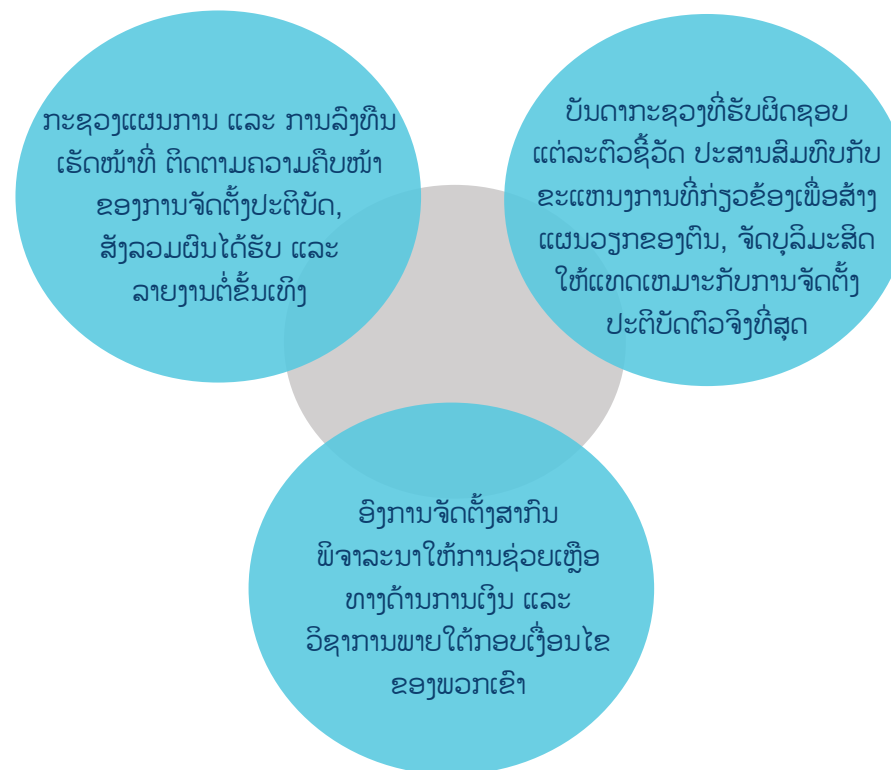 ກະຊວງແຜນການ ແລະ ການລົງທຶນ
ເຮັດໜ້າທີ່ ຕິດຕາມຄວາມຄືບໜ້າ
ຂອງການຈັດຕັ້ງປະຕິບັດ,
ສັງລວມຜົນໄດ້ຮັບ ແລະ
ລາຍງານຕໍ່ຂັ້ນເທິງ
ບັນດາກະຊວງທີ່ຮັບຜິດຊອບ
ແຕ່ລະຕົວຊີ້ວັດ ປະສານສົມທົບກັບ
ຂະແຫນງການທີ່ກ່ຽວຂ້ອງເພື່ອສ້າງ
ແຜນວຽກຂອງຕົນ, ຈັດບຸລິມະສິດ
ໃຫ້ແທດເຫມາະກັບການຈັດຕັ້ງ
ປະຕິບັດຕົວຈິງທີ່ສຸດ
ອົງການຈັດຕັ້ງສາກົນ
ພິຈາລະນາໃຫ້ການຊ່ວຍເຫຼືອ
ທາງດ້ານການເງິນ ແລະ
ວິຊາການພາຍໃຕ້ກອບເງື່ອນໄຂ
ຂອງພວກເຂົາ